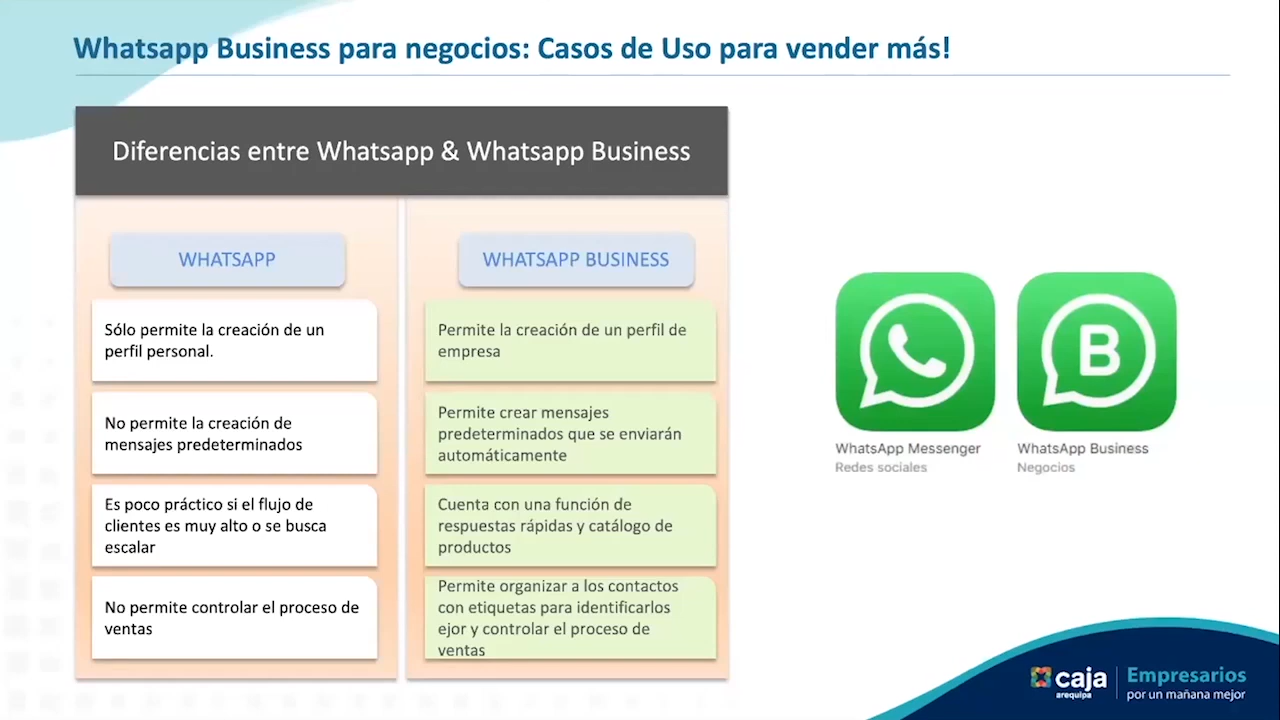 Whatsapp Business para negocios: Casos de Uso para vender más!
Diferencias entre Whatsapp & Whatsapp Business
WHATSAPP
Sólo permite la creación de un
perfil personal.
No permite la creación de
mensajes predeterminados
Es poco práctico si el flujo de
clientes es muy alto o se busca
escalar
No permite controlar el proceso de
ventas
WHATSAPP BUSINESS
Permite la creación de un perfil de
empresa
Permite crear mensajes
predeterminados que se enviarán
automáticamente
Cuenta con una función de
respuestas rápidas y catálogo de
productos
Permite organizar a los contactos
con etiquetas para identificarlos
ejor y controlar el proceso de
ventas
B
WhatsApp Messenger
Redes sociales
WhatsApp Business
Negocios
caja
arequipa
Empresarios
por un mañana mejor